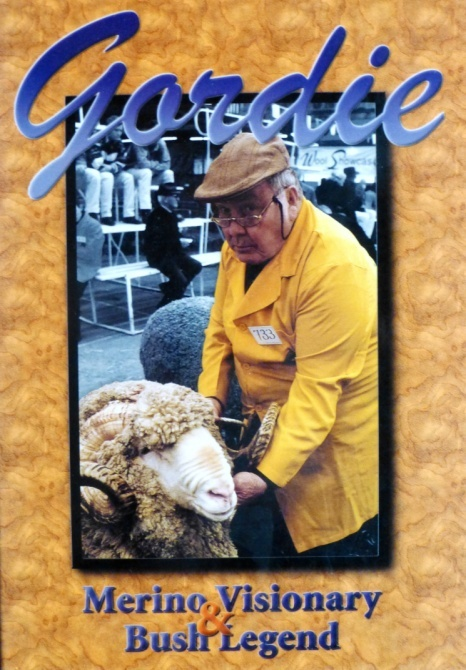 Gordie
Wool Showcase
733
Merino Visionary
&
Bush Legend